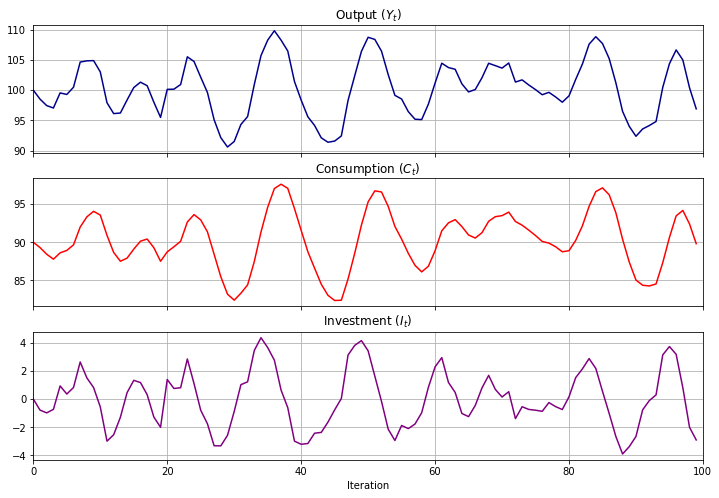 Output (Y_t)
110
105
100
95
90
Consumption (C_t)
95
90
85
Investment (I_t)
4
2
0
−2
−4
0 20 40 60 80 100
Iteration